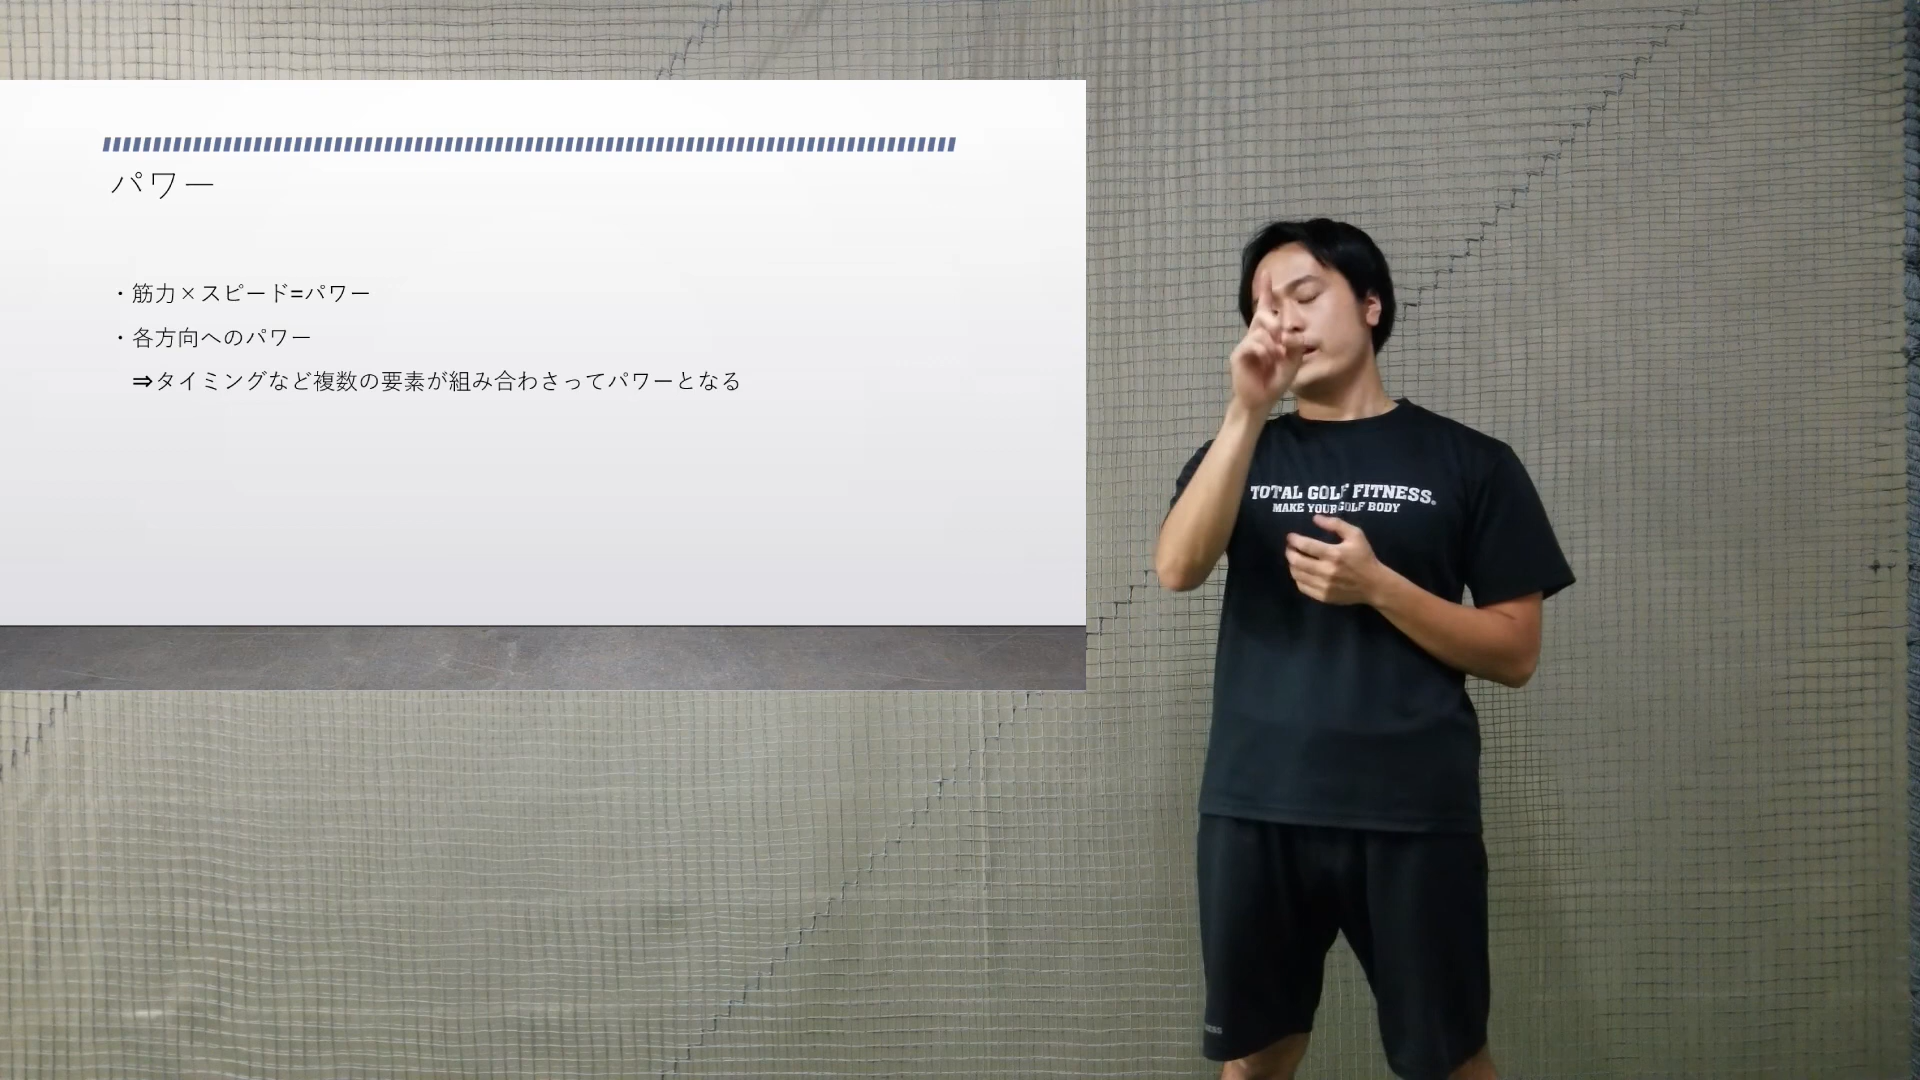 パワー
・筋力×スピード=パワー
・各方向へのパワー
⇒タイミングなど複数の要素が組み合わさってパワーとなる
TOTAL GOLF FITNESS®
MAKE YOUR GOLF BODY